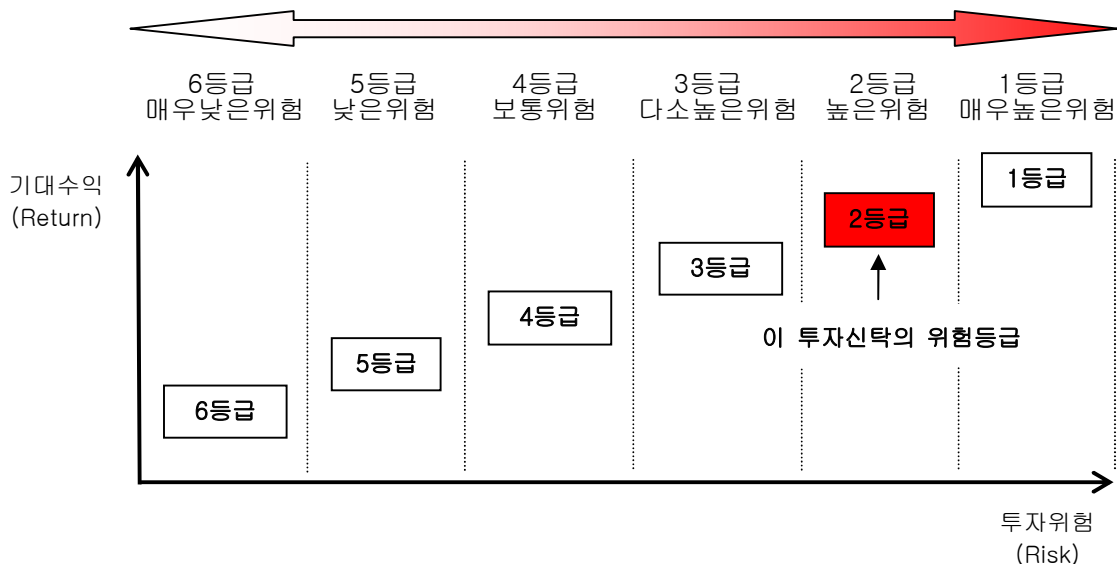 6등급 5등급 4등급 3등급 2등급 1등급
매우낮은위험 낮은위험 보통위험 다소높은위험 높은위험 매우높은위험
기대수익
(Return)
1등급
2등급
3등급
4등급
이 투자신탁의 위험등급
5등급
6등급
투자위험
(Risk)